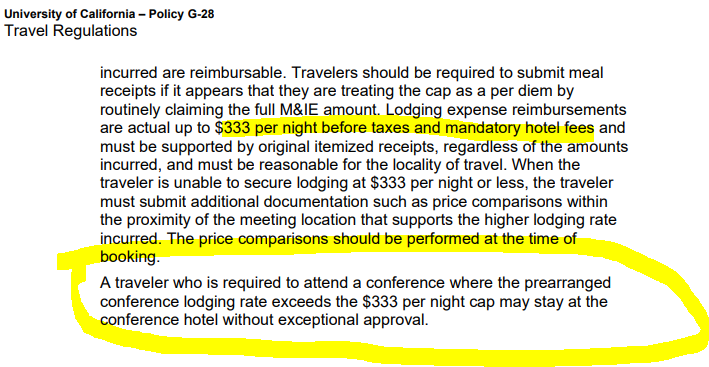 University of California – Policy G-28
Travel Regulations
incurred are reimbursable. Travelers should be required to submit meal
receipts if it appears that they are treating the cap as a per diem by
routinely claiming the full M&IE amount. Lodging expense reimbursements
are actual up to $333 per night before taxes and mandatory hotel fees and
must be supported by original itemized receipts, regardless of the amounts
incurred, and must be reasonable for the locality of travel. When the
traveler is unable to secure lodging at $333 per night or less, the traveler
must submit additional documentation such as price comparisons within
the proximity of the meeting location that supports the higher lodging rate
incurred. The price comparisons should be performed at the time of
booking.
A traveler who is required to attend a conference where the prearranged
conference lodging rate exceeds the $333 per night cap may stay at the
conference hotel without exceptional approval.